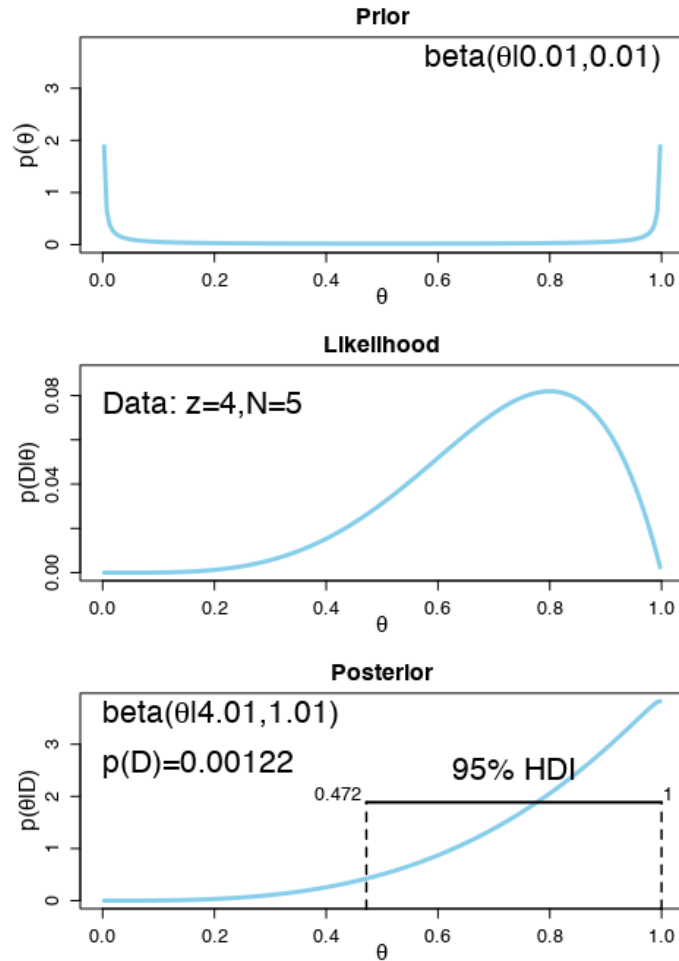 Prior
beta(θ|0.01,0.01)
p(θ)
3
2
1
0
0.0 0.2 0.4 0.6 0.8 1.0
θ
Likelihood
Data: z=4,N=5
p(D|θ)
0.08
0.04
0.00
0.0 0.2 0.4 0.6 0.8 1.0
θ
Posterior
beta(θ|4.01,1.01)
p(D)=0.00122
95% HDI
0.472 1
p(θ|D)
3
2
1
0
0.0 0.2 0.4 0.6 0.8 1.0
θ